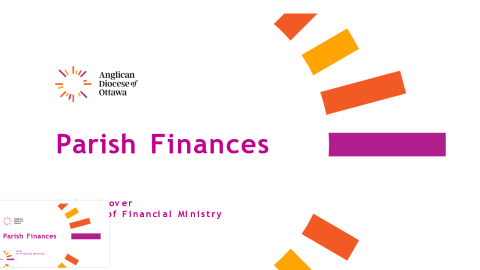 Anglican
Diocese of
Ottawa
Parish Finances
over
of Financial Ministry
Parish Finances